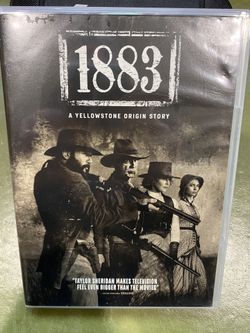 1883
A YELLOWSTONE ORIGIN STORY
"TAYLOR SHERIDAN MAKES TELEVISION
FEEL EVEN BIGGER THAN THE MOVIES"